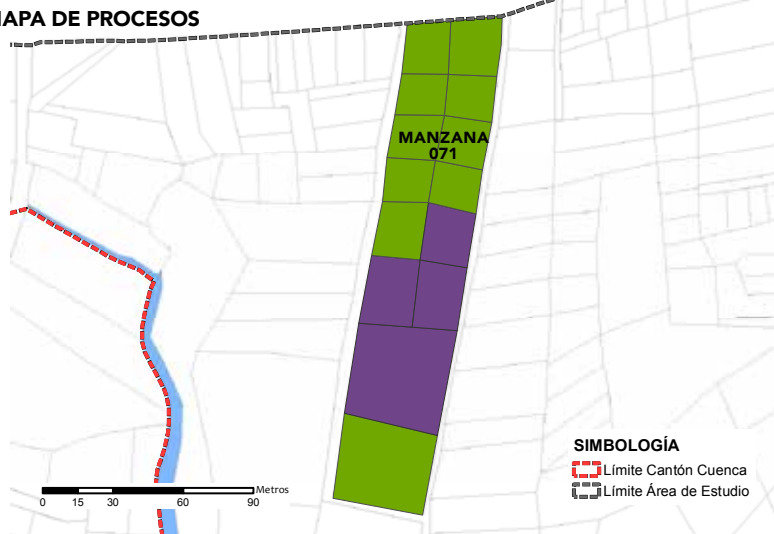 MAPA DE PROCESOS
MANZANA
071
SIMBOLOGÍA
Límite Cantón Cuenca
Límite Área de Estudio
Metros
0 15 30 60 90